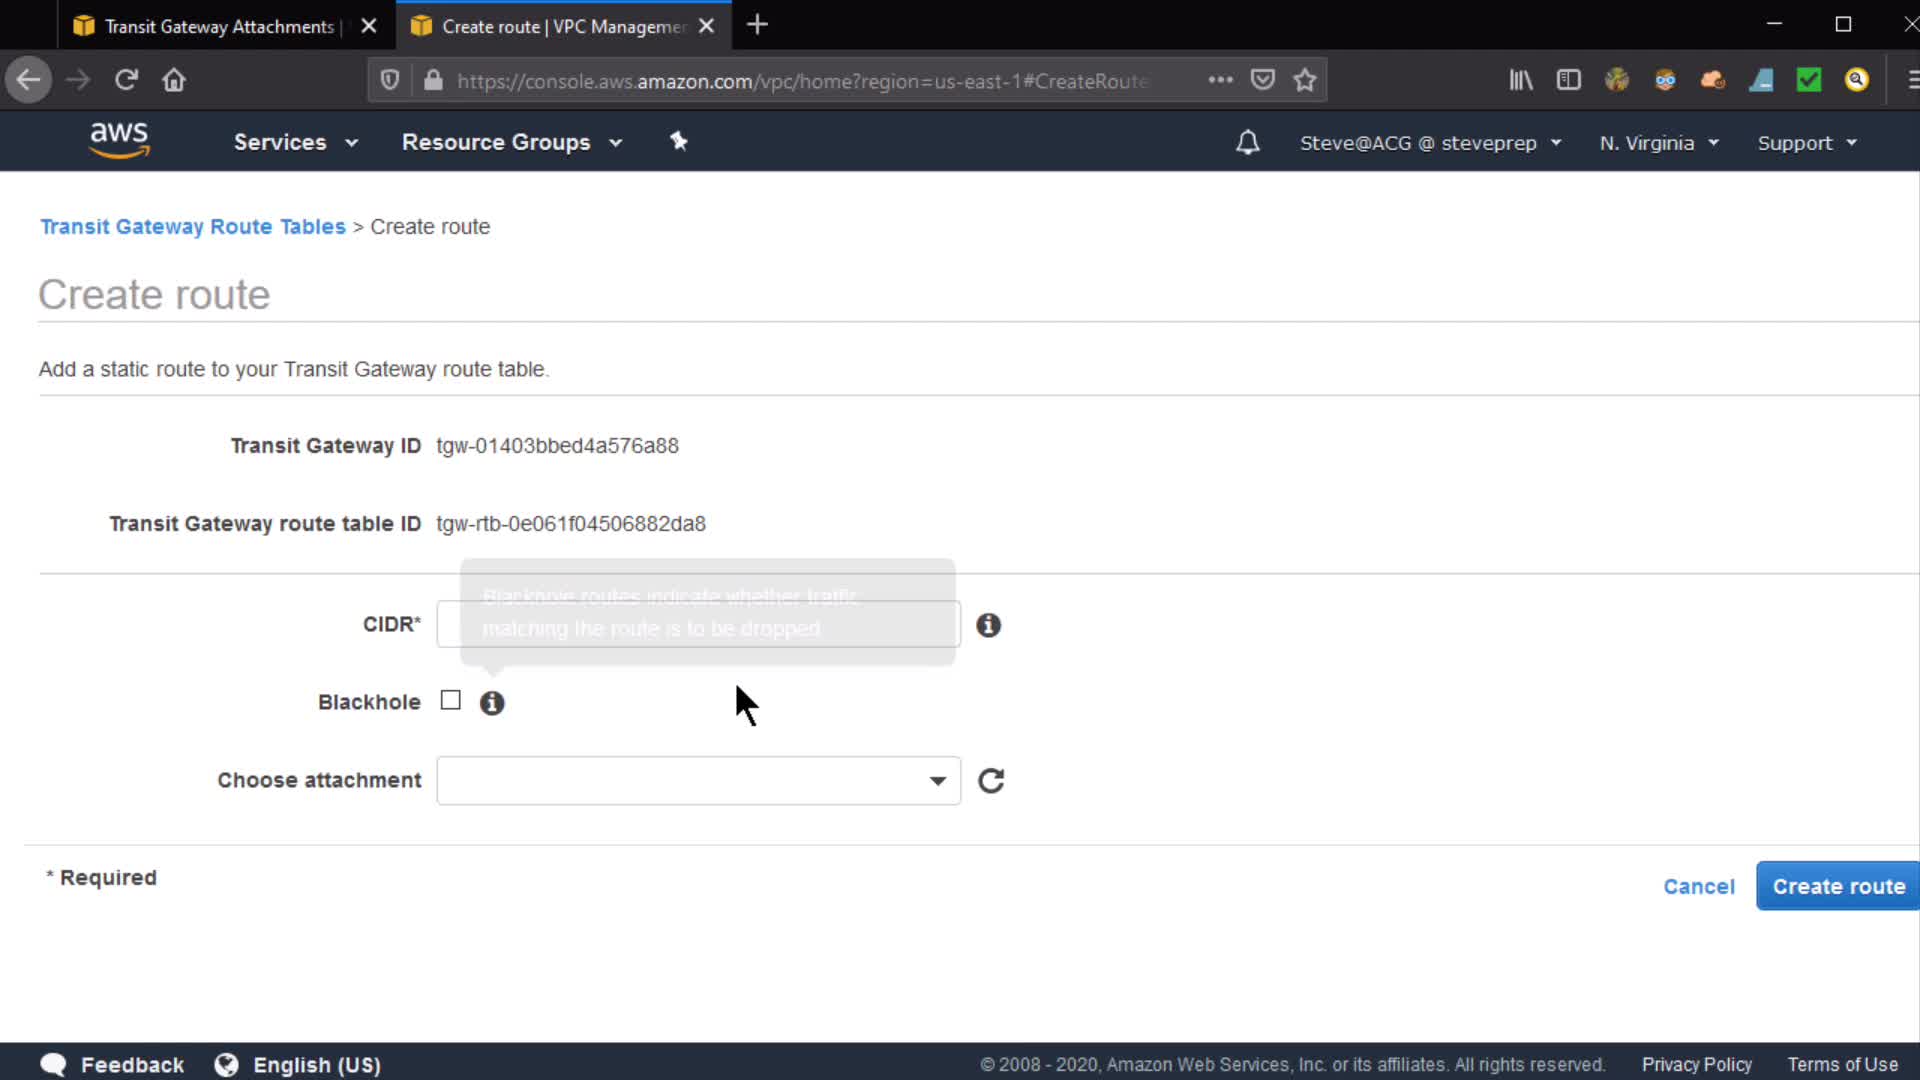 Transit Gateway Attachments |
Create route | VPC Manageme
https://console.aws.amazon.com/vpc/home?region=us-east-1#CreateRoute
aws
Services
Resource Groups
Steve@ACG @ steveprep
N. Virginia
Support
Transit Gateway Route Tables > Create route
Create route
Add a static route to your Transit Gateway route table.
Transit Gateway ID tgw-01403bbed4a576a88
Transit Gateway route table ID tgw-rtb-0e061f04506882da8
Blackhole routes indicate whether traffic
matching the route is to be dropped.
CIDR*
Blackhole
Choose attachment
* Required
Cancel
Create route
Feedback
English (US)
© 2008 - 2020, Amazon Web Services, Inc. or its affiliates. All rights reserved.
Privacy Policy
Terms of Use